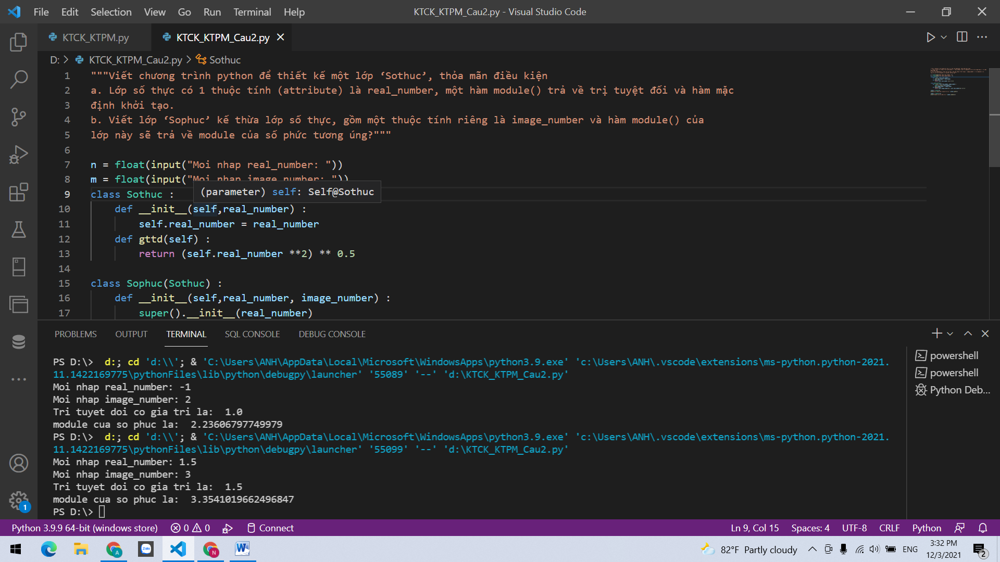 File Edit Selection View Go Run Terminal Help KTCK_KTPM_Cau2.py - Visual Studio Code
KTCK_KTPM.py KTCK_KTPM_Cau2.py
D: > KTCK_KTPM_Cau2.py > Sothuc
1 """Viết chương trình python để thiết kế một lớp ‘Sothuc’, thỏa mãn điều kiện
2 a. Lớp số thực có 1 thuộc tính (attribute) là real_number, một hàm module() trả về trị tuyệt đối và hàm mặc
3 định khởi tạo.
4 b. Viết lớp ‘Sophuc’ kế thừa lớp số thực, gồm một thuộc tính riêng là image_number và hàm module() của
5 lớp này sẽ trả về module của số phức tương úng?"""
6
7 n = float(input("Moi nhap real_number: "))
8 m = float(input("Moi nhap image_number: "))
9 class Sothuc :
(parameter) self: Self@Sothuc
10 def __init__(self,real_number) :
11 self.real_number = real_number
12 def gttd(self) :
13 return (self.real_number **2) ** 0.5
14
15 class Sophuc(Sothuc) :
16 def __init__(self,real_number, image_number) :
17 super().__init__(real_number)
PROBLEMS OUTPUT TERMINAL SQL CONSOLE DEBUG CONSOLE
PS D:\> d:; cd 'd:\\'; & 'C:\Users\ANH\AppData\Local\Microsoft\WindowsApps\python3.9.exe' 'c:\Users\ANH\.vscode\extensions\ms-python.python-2021.
11.1422169775\pythonFiles\lib\python\debugpy\launcher' '55089' '--' 'd:\KTCK_KTPM_Cau2.py'
Moi nhap real_number: -1
Moi nhap image_number: 2
Tri tuyet doi co gia tri la: 1.0
module cua so phuc la: 2.23606797749979
PS D:\> d:; cd 'd:\\'; & 'C:\Users\ANH\AppData\Local\Microsoft\WindowsApps\python3.9.exe' 'c:\Users\ANH\.vscode\extensions\ms-python.python-2021.
11.1422169775\pythonFiles\lib\python\debugpy\launcher' '55099' '--' 'd:\KTCK_KTPM_Cau2.py'
Moi nhap real_number: 1.5
Moi nhap image_number: 3
Tri tuyet doi co gia tri la: 1.5
module cua so phuc la: 3.3541019662496847
PS D:\>
powershell
powershell
Python Deb...
1
Python 3.9.9 64-bit (windows store) 0 0 Connect Ln 9, Col 15 Spaces: 4 UTF-8 CRLF Python
A Zalo N W 82°F Partly cloudy ENG 3:32 PM
12/3/2021 2